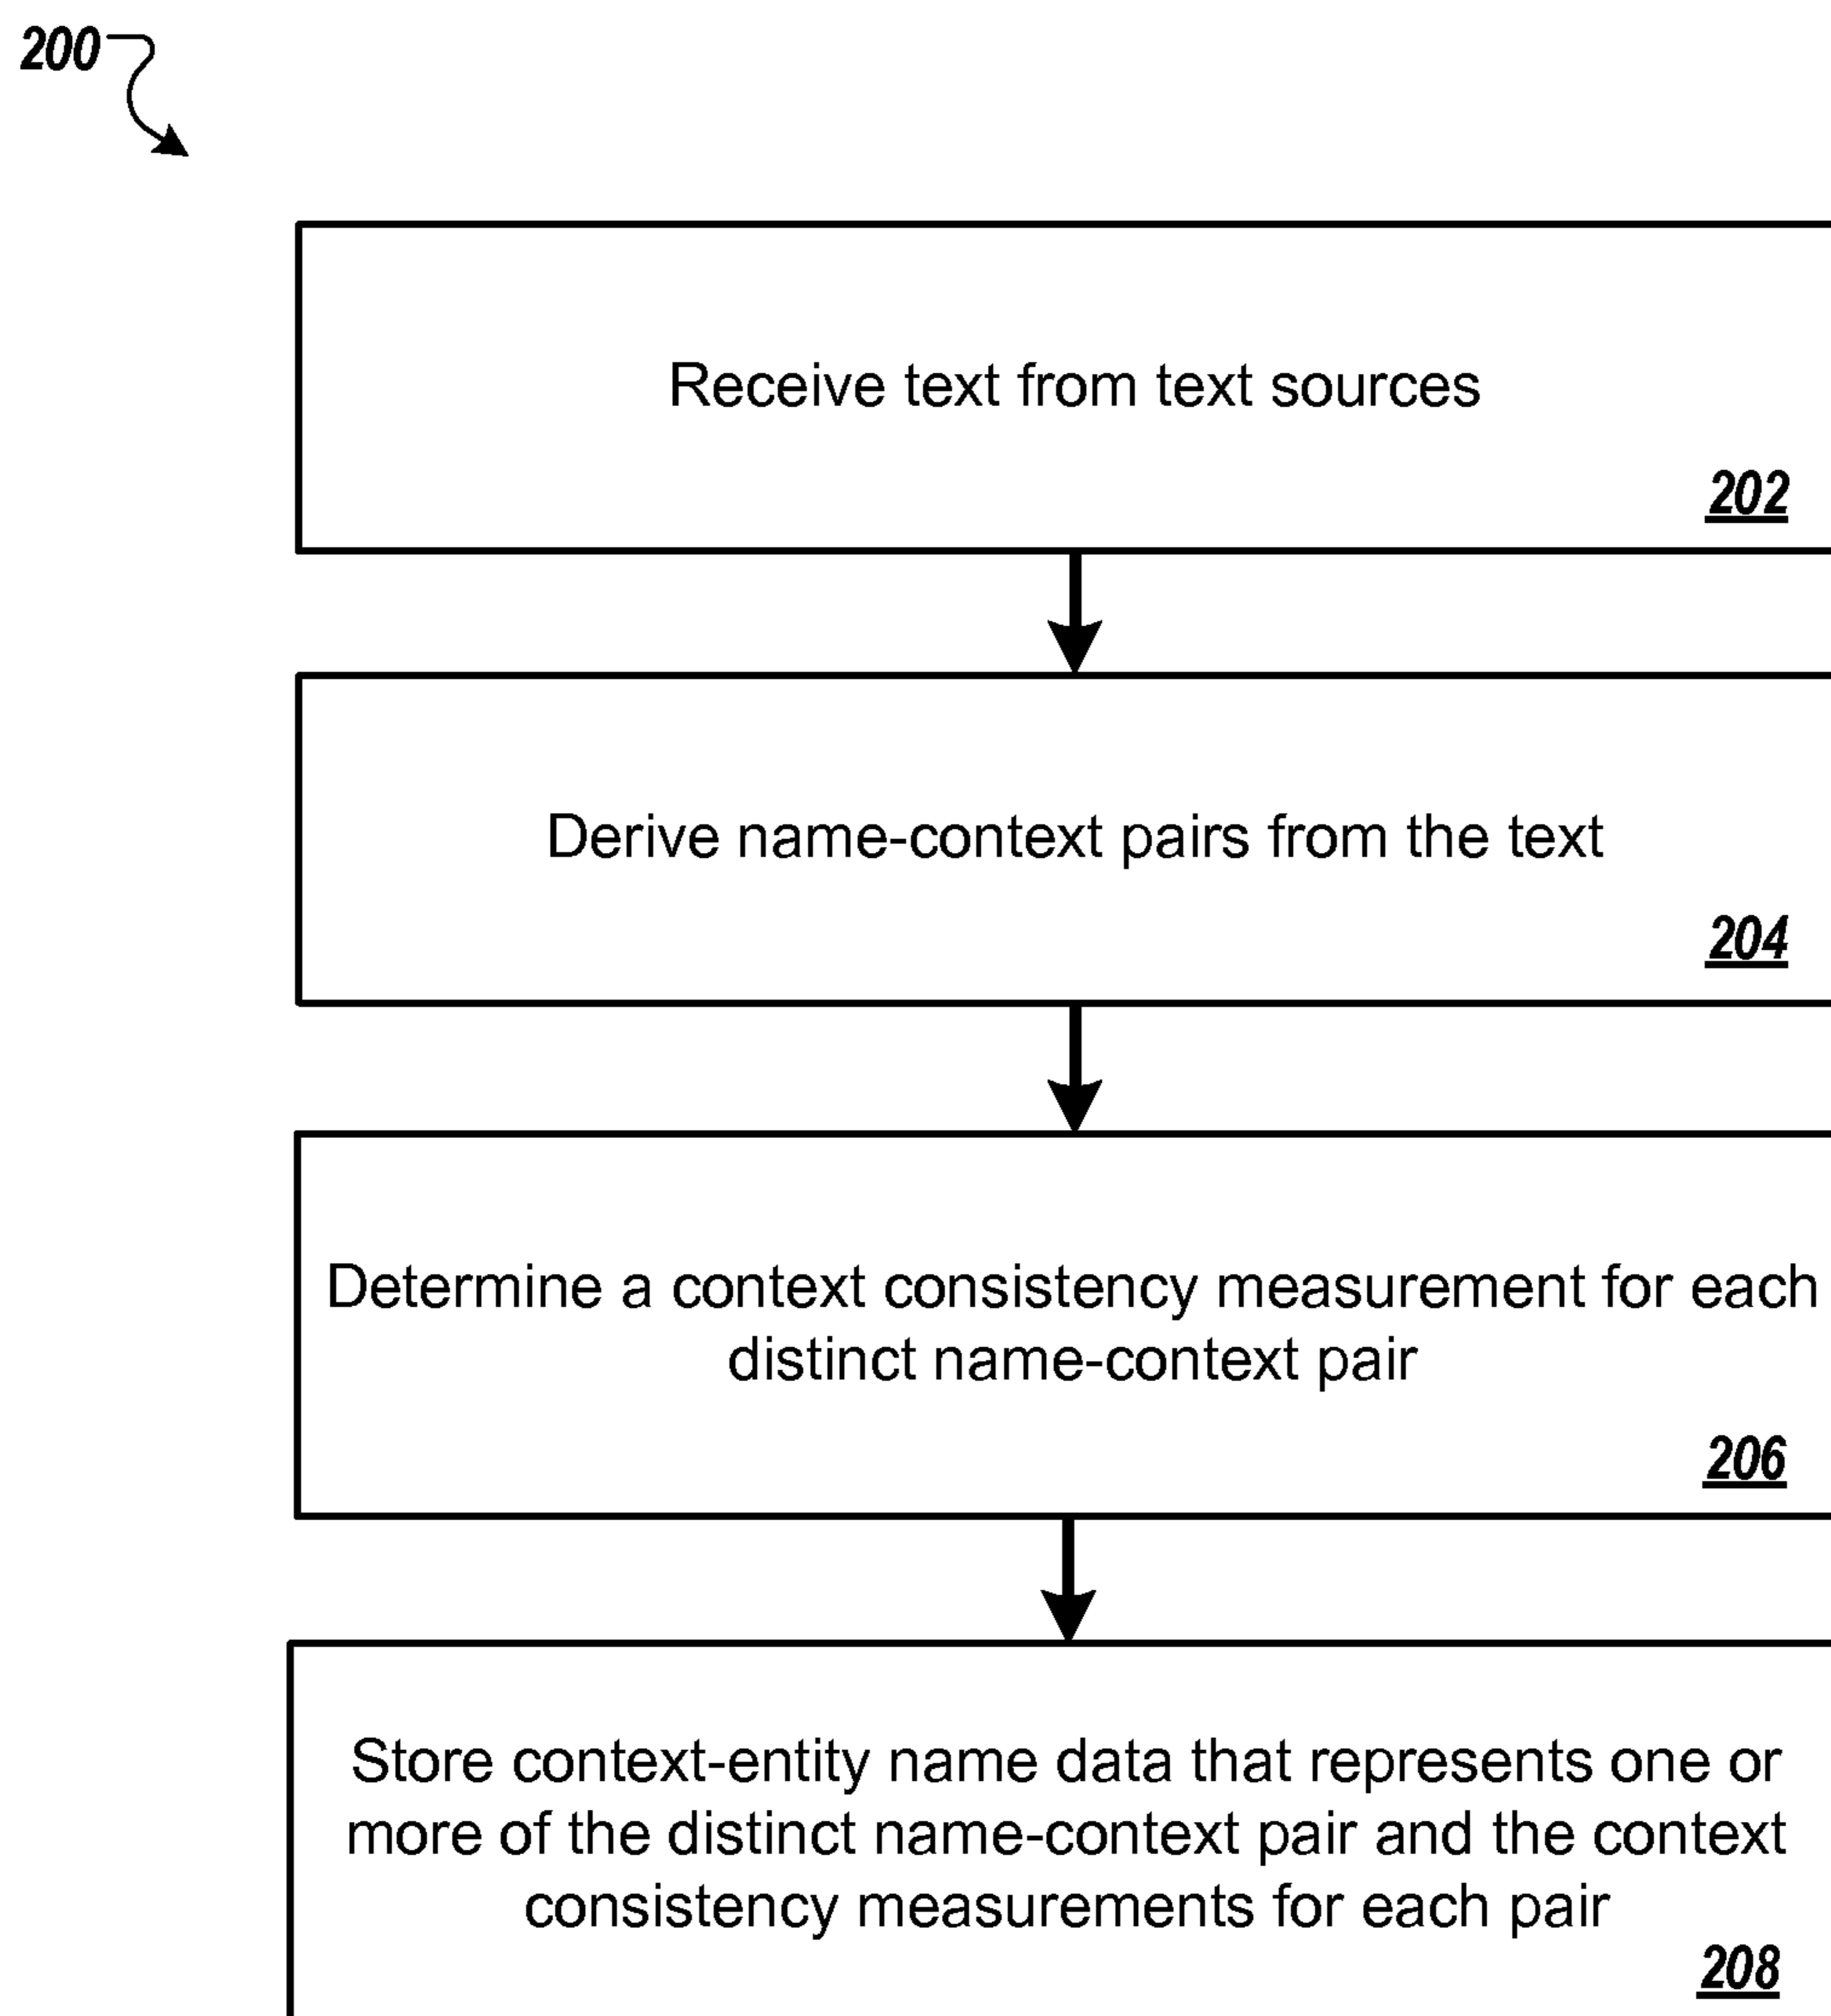 200
Receive text from text sources
202
Derive name-context pairs from the text
204
Determine a context consistency measurement for each
distinct name-context pair
206
Store context-entity name data that represents one or
more of the distinct name-context pair and the context
consistency measurements for each pair
208